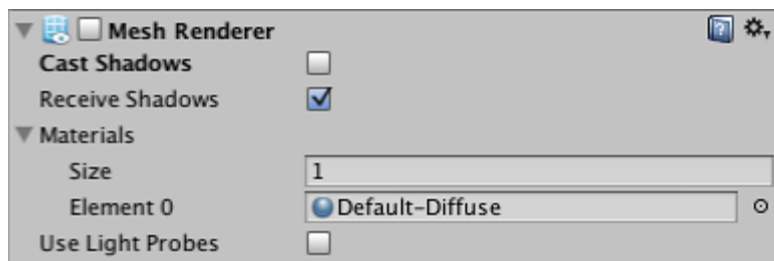 Mesh Renderer
Cast Shadows
Receive Shadows
Materials
Size 1
Element 0 Default-Diffuse
Use Light Probes